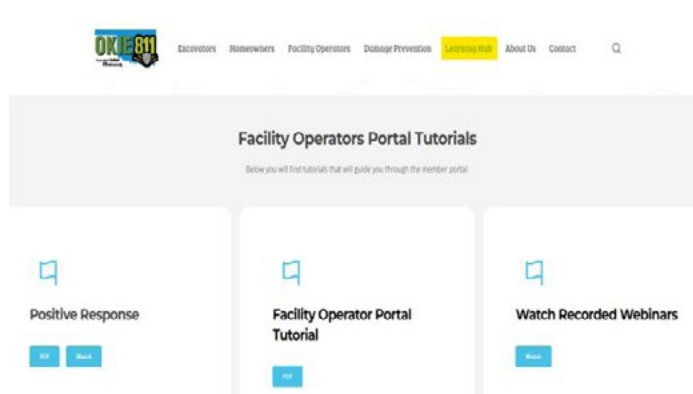 OKIE811
Excavators Homeowners Facility Operators Damage Prevention Learning Hub About Us Contact
Facility Operators Portal Tutorials
Below you will find tutorials that will guide you through the member portal.
Positive Response
PDF Watch
Facility Operator Portal
Tutorial
PDF
Watch Recorded Webinars
Watch